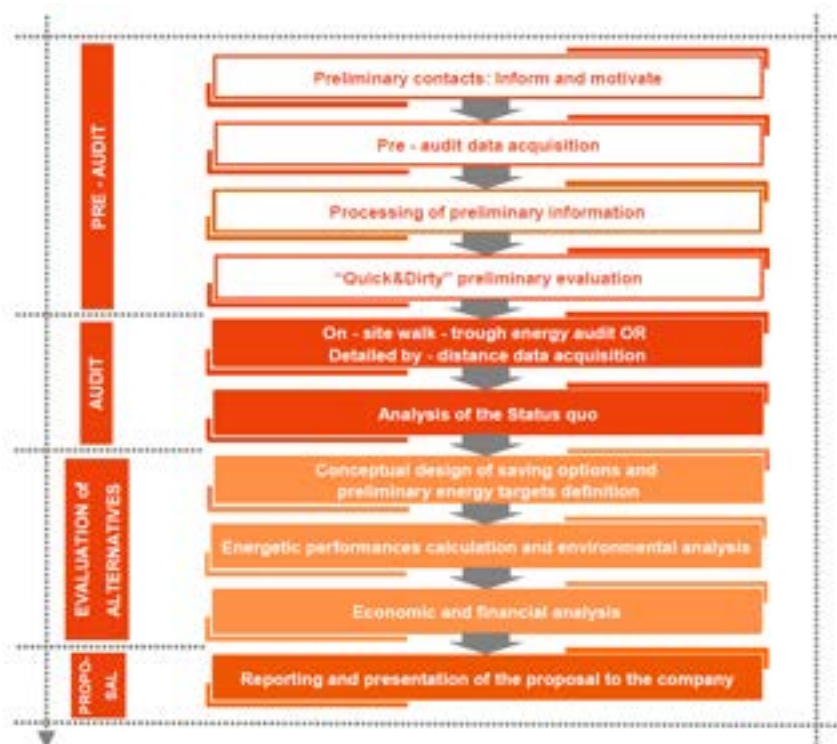 PRE - AUDIT
Preliminary contacts: Inform and motivate
Pre - audit data acquisition
Processing of preliminary information
"Quick&Dirty" preliminary evaluation
AUDIT
On - site walk - trough energy audit OR
Detailed by - distance data acquisition
Analysis of the Status quo
EVALUATION of
ALTERNATIVES
Conceptual design of saving options and
preliminary energy targets definition
Energetic performances calculation and environmental analysis
Economic and financial analysis
PROPO-
SAL
Reporting and presentation of the proposal to the company